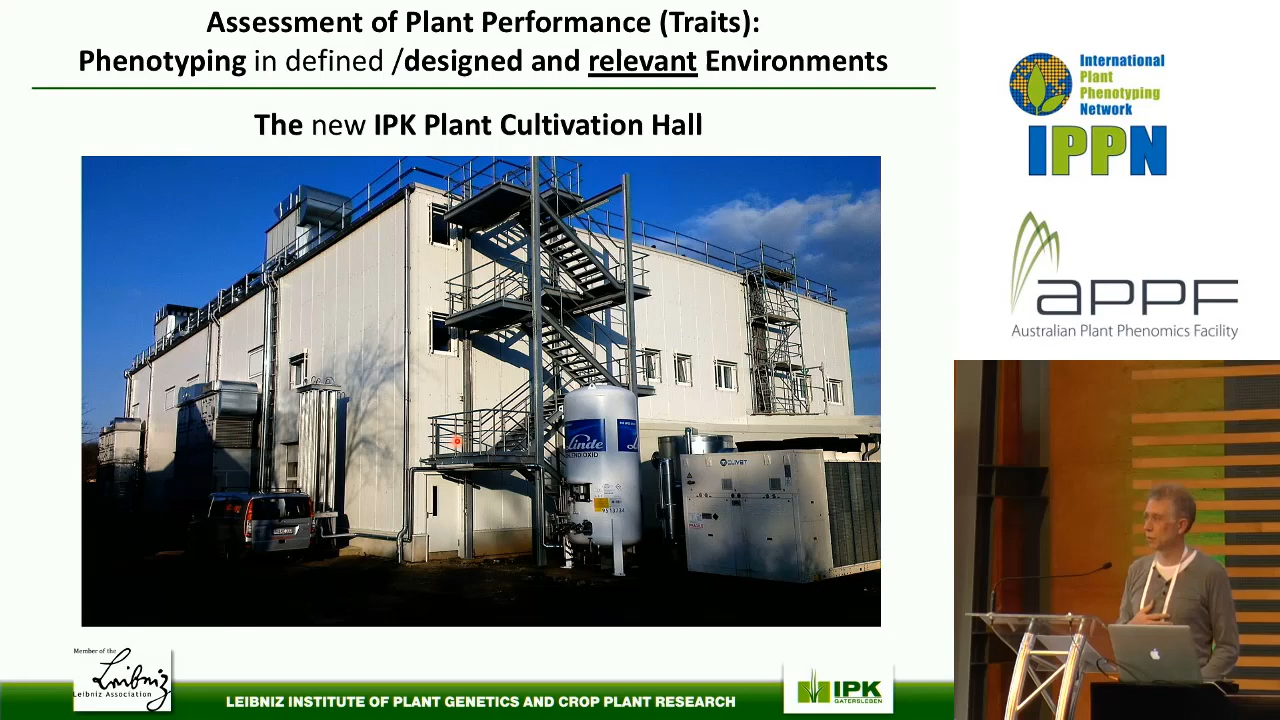 Assessment of Plant Performance (Traits):
Phenotyping in defined /designed and relevant Environments
The new IPK Plant Cultivation Hall
Linde
CLIVET
Member of the
Leibniz
Leibniz Association
LEIBNIZ INSTITUTE OF PLANT GENETICS AND CROP PLANT RESEARCH
IPK
GATERSLEBEN
International
Plant
Phenotyping
Network
IPPN
aPPF
Australian Plant Phenomics Facility